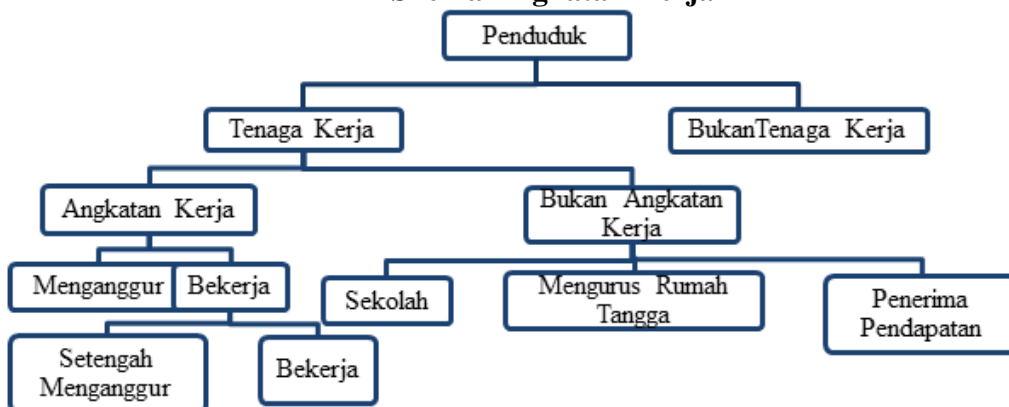 Penduduk
Tenaga Kerja
BukanTenaga Kerja
Angkatan Kerja
Bukan Angkatan
Kerja
Menganggur
Bekerja
Sekolah
Mengurus Rumah
Tangga
Penerima
Pendapatan
Setengah
Menganggur
Bekerja